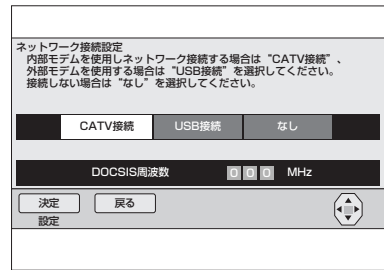 ネットワーク接続設定
内部モデムを使用しネットワーク接続する場合は“CATV接続”、
外部モデムを使用する場合は“USB接続”を選択してください。
接続しない場合は“なし”を選択してください。
CATV接続 USB接続 なし
DOCSIS周波数 0 0 0 MHz
決定 戻る
設定